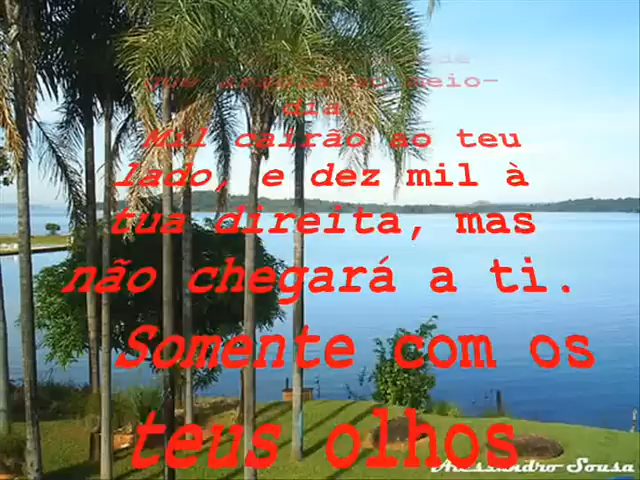 que assola ao meio-
dia.
Mil cairão ao teu
lado, e dez mil à
tua direita, mas
não chegará a ti.
Somente com os
teus olhos
Alessandro Sousa